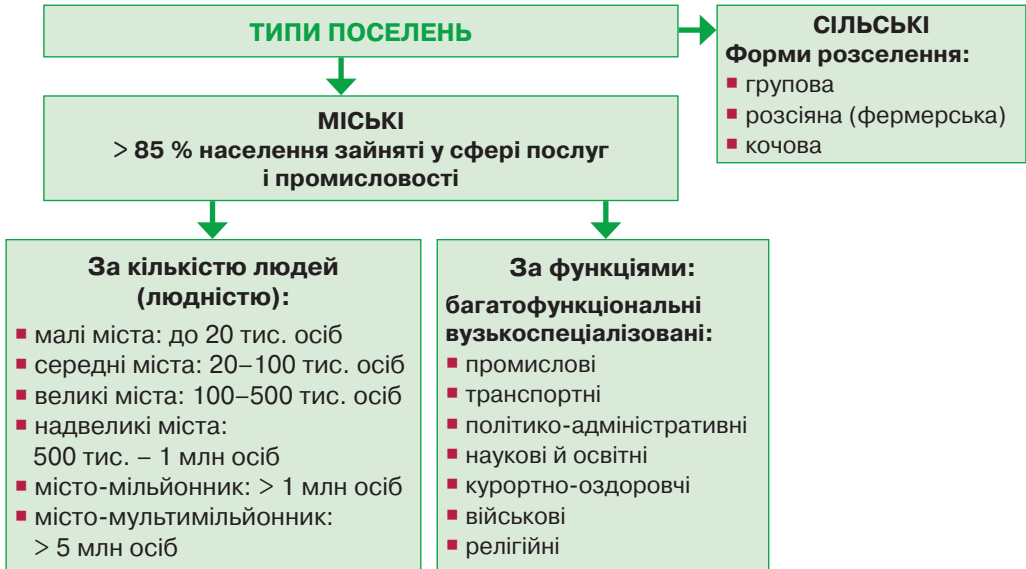 ТИПИ ПОСЕЛЕНЬ
СІЛЬСЬКІ
Форми розселення:
групова
розсіяна (фермерська)
кочова
МІСЬКІ
> 85 % населення зайняті у сфері послуг
і промисловості
За кількістю людей
(людністю):
малі міста: до 20 тис. осіб
середні міста: 20–100 тис. осіб
великі міста: 100–500 тис. осіб
надвеликі міста:
500 тис. – 1 млн осіб
місто-мільйонник: > 1 млн осіб
місто-мультимільйонник:
> 5 млн осіб
За функціями:
багатофункціональні
вузькоспеціалізовані:
промислові
транспортні
політико-адміністративні
наукові й освітні
курортно-оздоровчі
військові
релігійні